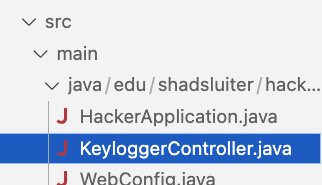 src
main
java/edu/shadsluiter/hack...
HackerApplication.java
KeyloggerController.java
WebConfig.java